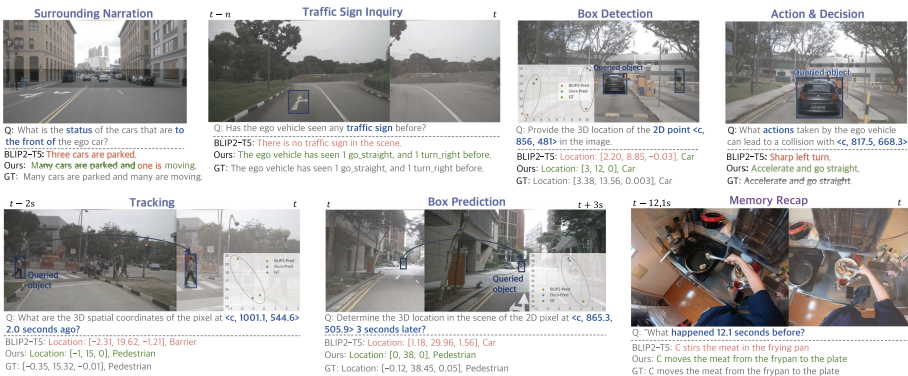 Surrounding Narration
Q: What is the status of the cars that are to
the front of the ego car?
BLIP2-T5: Three cars are parked.
Ours: Many cars are parked and one is moving.
GT: Many cars are parked and many are moving.
Traffic Sign Inquiry
t − n
t
Q: Has the ego vehicle seen any traffic sign before?
BLIP2-T5: There is no traffic sign in the scene.
Ours: The ego vehicle has seen 1 go_straight, and 1 turn_right before.
GT: The ego vehicle has seen 1 go_straight, and 1 turn_right before.
Box Detection
Queried object
BLIP2-Pred
Ours-Pred
GT
Q: Provide the 3D location of the 2D point <c,
856, 481> in the image.
BLIP2-T5: Location: [2.20, 8.85, −0.03], Car
Ours: Location: [3, 12, 0], Car
GT: Location: [3.38, 13.56, 0.003], Car
Action & Decision
Queried object
Q: What actions taken by the ego vehicle
can lead to a collision with <c, 817.5, 668.3>
BLIP2-T5: Sharp left turn.
Ours: Accelerate and go straight.
GT: Accelerate and go straight.
Tracking
t − 2s
t
Queried
object
BLIP2-Pred
Ours-Pred
GT
Q: What are the 3D spatial coordinates of the pixel at <c, 1001.1, 544.6>
2.0 seconds ago?
BLIP2-T5: Location: [−2.31, 19.62, −1.21], Barrier
Ours: Location: [−1, 15, 0], Pedestrian
GT: [−0.35, 15.32, −0.01], Pedestrian
Box Prediction
t
t + 3s
Queried
object
BLIP2-Pred
Ours-Pred
GT
Q: Determine the 3D location in the scene of the 2D pixel at <c, 865.3,
505.9> 3 seconds later?
BLIP2-T5: Location: [1.18, 29.96, 1.56], Car
Ours: Location: [0, 38, 0], Pedestrian
GT: Location: [−0.12, 38.45, 0.05], Pedestrian
Memory Recap
t − 12,1s
t
Q: "What happened 12.1 seconds before?
BLIP2-T5: C stirs the meat in the frying pan
Ours: C moves the meat from the frypan to the plate
GT: C moves the meat from the frypan to the plate